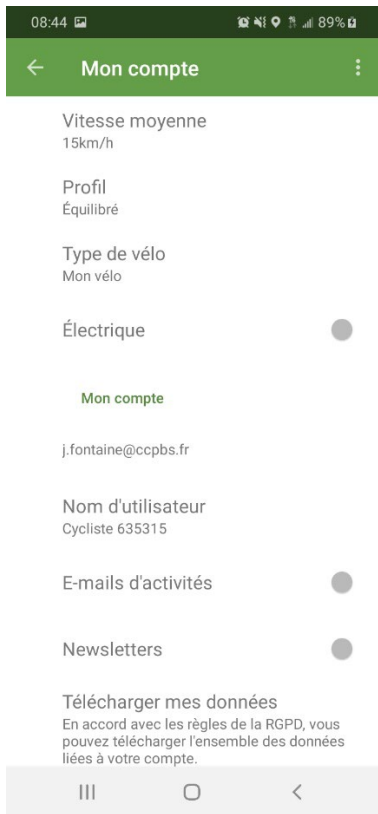 08:44 89%
Mon compte
Vitesse moyenne
15km/h
Profil
Équilibré
Type de vélo
Mon vélo
Électrique
Mon compte
j.fontaine@ccpbs.fr
Nom d'utilisateur
Cycliste 635315
E-mails d'activités
Newsletters
Télécharger mes données
En accord avec les règles de la RGPD, vous
pouvez télécharger l'ensemble des données
liées à votre compte.